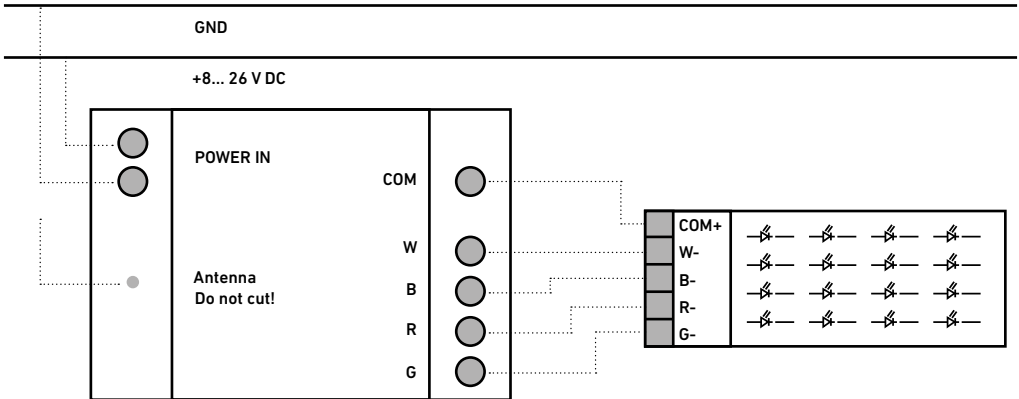 GND
+8... 26 V DC
POWER IN
COM
W
B
R
G
Antenna
Do not cut!
COM+
W-
B-
R-
G-